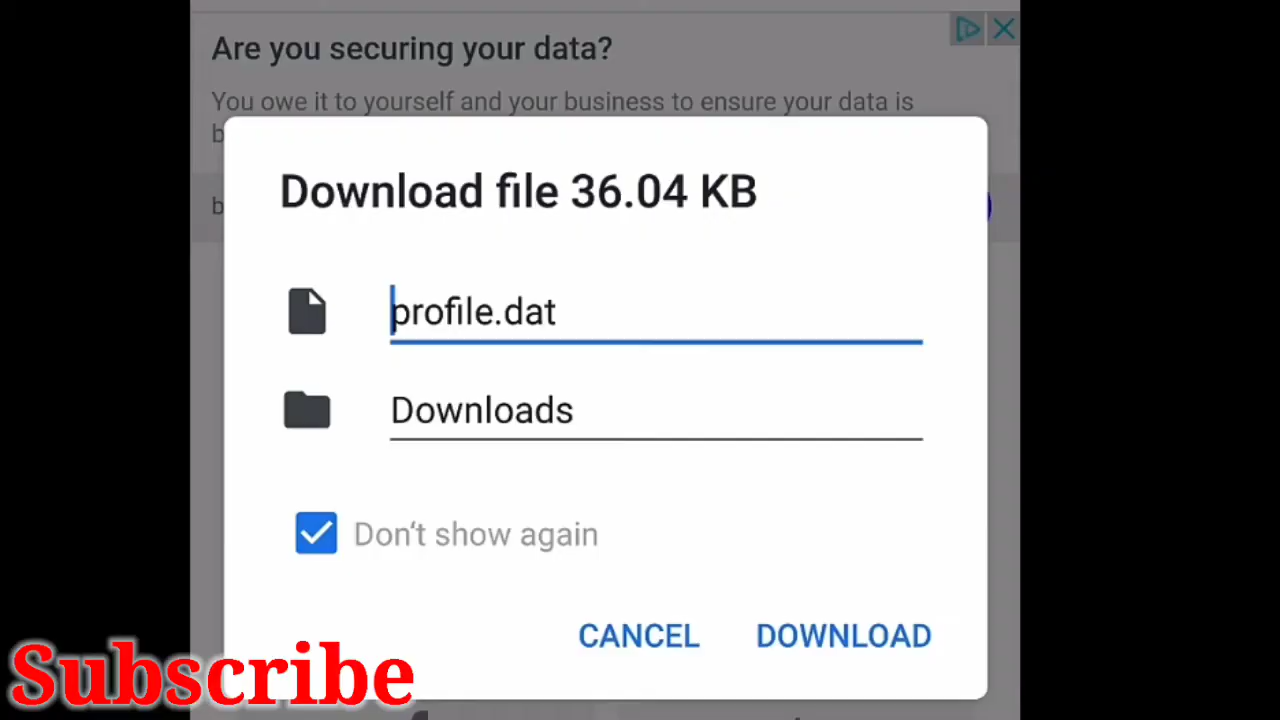 Are you securing your data?
You owe it to yourself and your business to ensure your data is
b
b
Download file 36.04 KB
profile.dat
Downloads
Don't show again
CANCEL DOWNLOAD
Subscribe